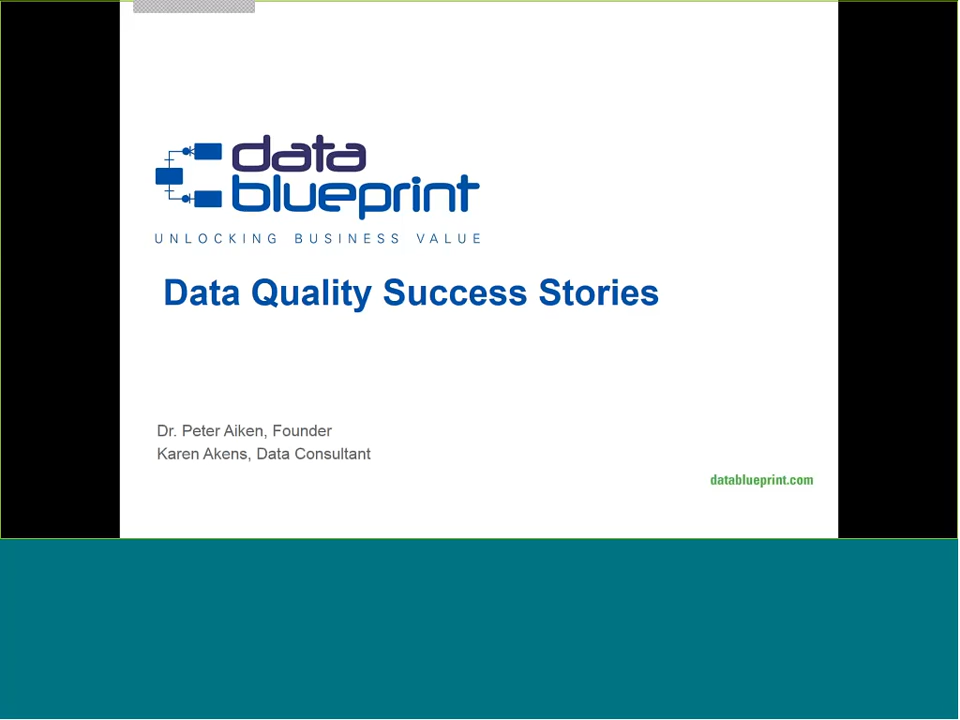 data
blueprint
UNLOCKING BUSINESS VALUE
Data Quality Success Stories
Dr. Peter Aiken, Founder
Karen Akens, Data Consultant
datablueprint.com